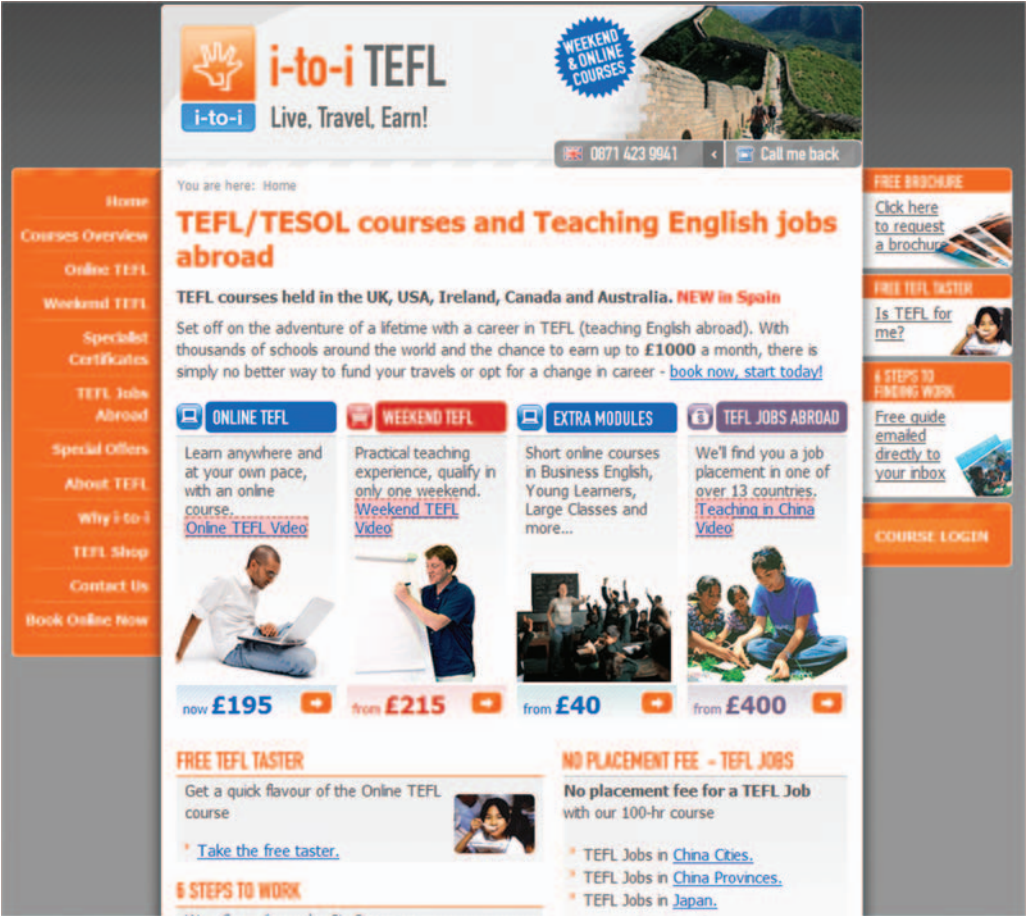 i-to-i TEFL
i-to-i
Live, Travel, Earn!
WEEKEND
& ONLINE
COURSES
0871 423 9941
‹
Call me back
Home
Courses Overview
Online TEFL
Weekend TEFL
Specialist
Certificates
TEFL Jobs
Abroad
Special Offers
About TEFL
Why i-to-i
TEFL Shop
Contact Us
Book Online Now
You are here: Home
TEFL/TESOL courses and Teaching English jobs
abroad
TEFL courses held in the UK, USA, Ireland, Canada and Australia. NEW in Spain
Set off on the adventure of a lifetime with a career in TEFL (teaching English abroad). With
thousands of schools around the world and the chance to earn up to £1000 a month, there is
simply no better way to fund your travels or opt for a change in career - book now, start today!
ONLINE TEFL
Learn anywhere and
at your own pace,
with an online
course.
Online TEFL Video
now £195
WEEKEND TEFL
Practical teaching
experience, qualify in
only one weekend.
Weekend TEFL
Video
from £215
EXTRA MODULES
Short online courses
in Business English,
Young Learners,
Large Classes and
more...
from £40
TEFL JOBS ABROAD
We'll find you a job
placement in one of
over 13 countries.
Teaching in China
Video
from £400
FREE TEFL TASTER
Get a quick flavour of the Online TEFL
course
Take the free taster.
6 STEPS TO WORK
NO PLACEMENT FEE - TEFL JOBS
No placement fee for a TEFL Job
with our 100-hr course
TEFL Jobs in China Cities.
TEFL Jobs in China Provinces.
TEFL Jobs in Japan.
FREE BROCHURE
Click here
to request
a brochure
FREE TEFL TASTER
Is TEFL for
me?
6 STEPS TO
FINDING WORK
Free guide
emailed
directly to
your inbox
COURSE LOGIN